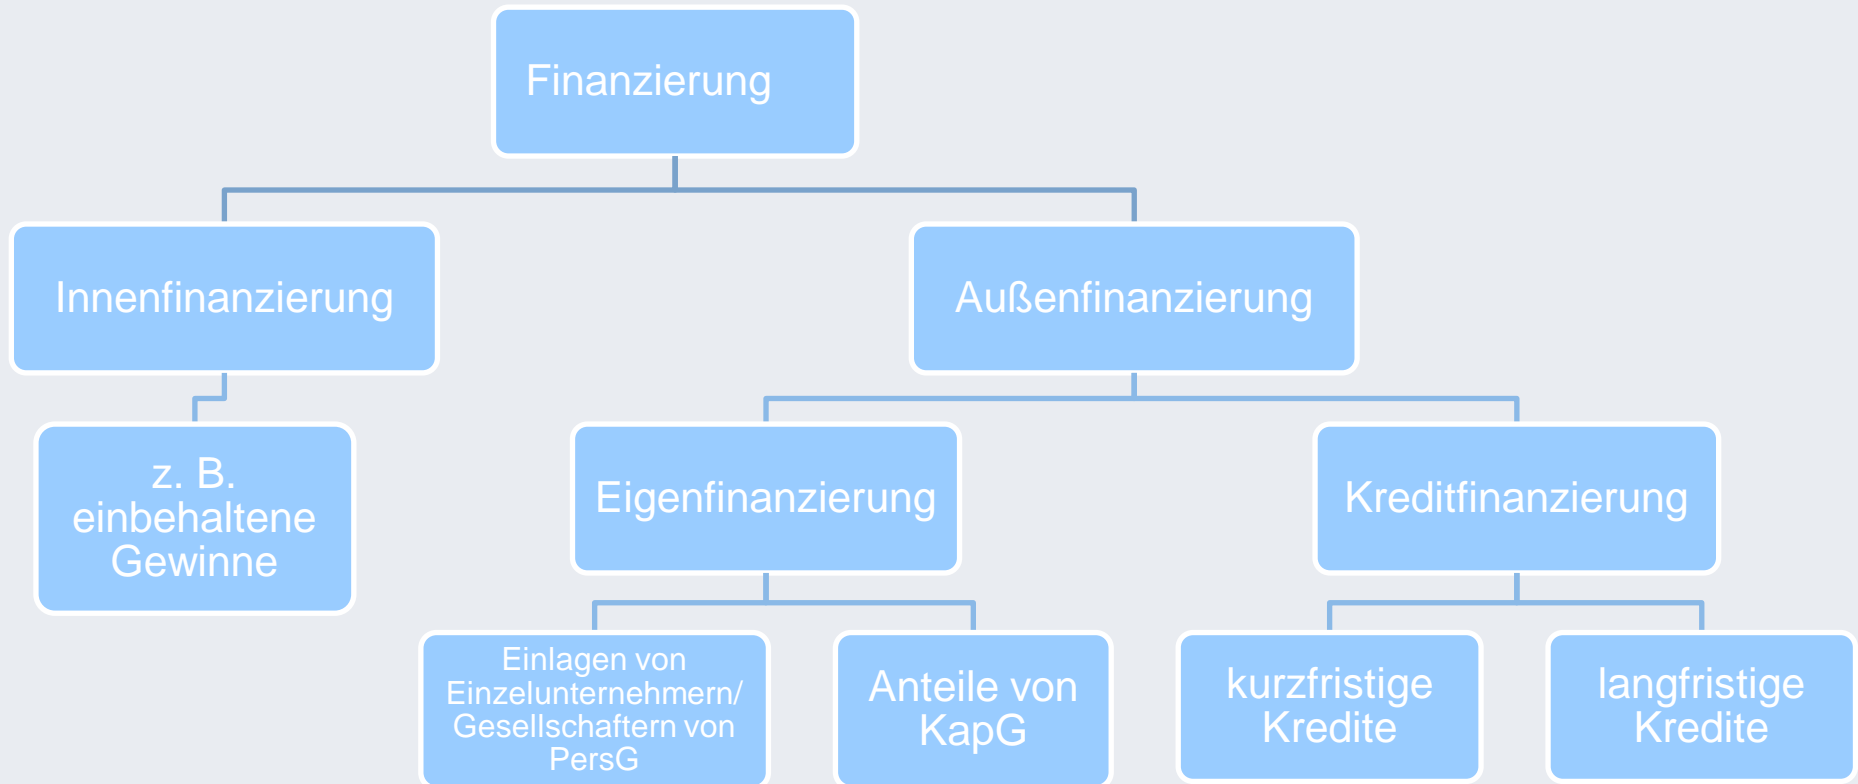 Finanzierung
Innenfinanzierung
Außenfinanzierung
z. B.
einbehaltene
Gewinne
Eigenfinanzierung
Kreditfinanzierung
Einlagen von
Einzelunternehmern/
Gesellschaftern von
PersG
Anteile von
KapG
kurzfristige
Kredite
langfristige
Kredite